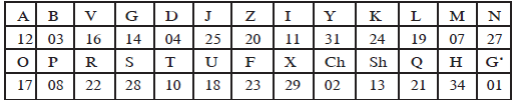 A B V G D J Z I Y K L M N
12 03 16 14 04 25 20 11 31 24 19 07 27
O P R S T U F X Ch Sh Q H G‘
17 08 22 28 10 18 23 29 02 13 21 34 01